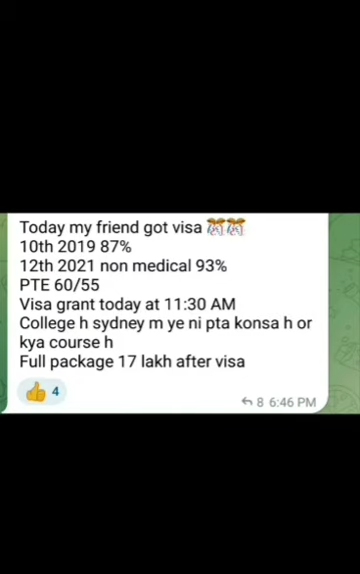 Today my friend got visa 🎊🎊
10th 2019 87%
12th 2021 non medical 93%
PTE 60/55
Visa grant today at 11:30 AM
College h sydney m ye ni pta konsa h or
kya course h
Full package 17 lakh after visa
👍 4
8 6:46 PM